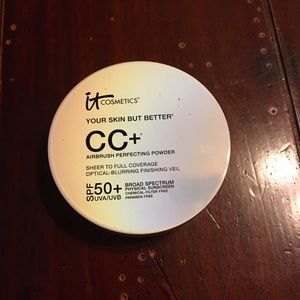 it COSMETICS™
YOUR SKIN BUT BETTER®
CC+®
AIRBRUSH PERFECTING POWDER
SHEER TO FULL COVERAGE
OPTICAL-BLURRING FINISHING VEIL
SPF 50+ UVA/UVB
BROAD SPECTRUM
PHYSICAL SUNSCREEN
CHEMICAL-FILTER FREE
PARABEN FREE